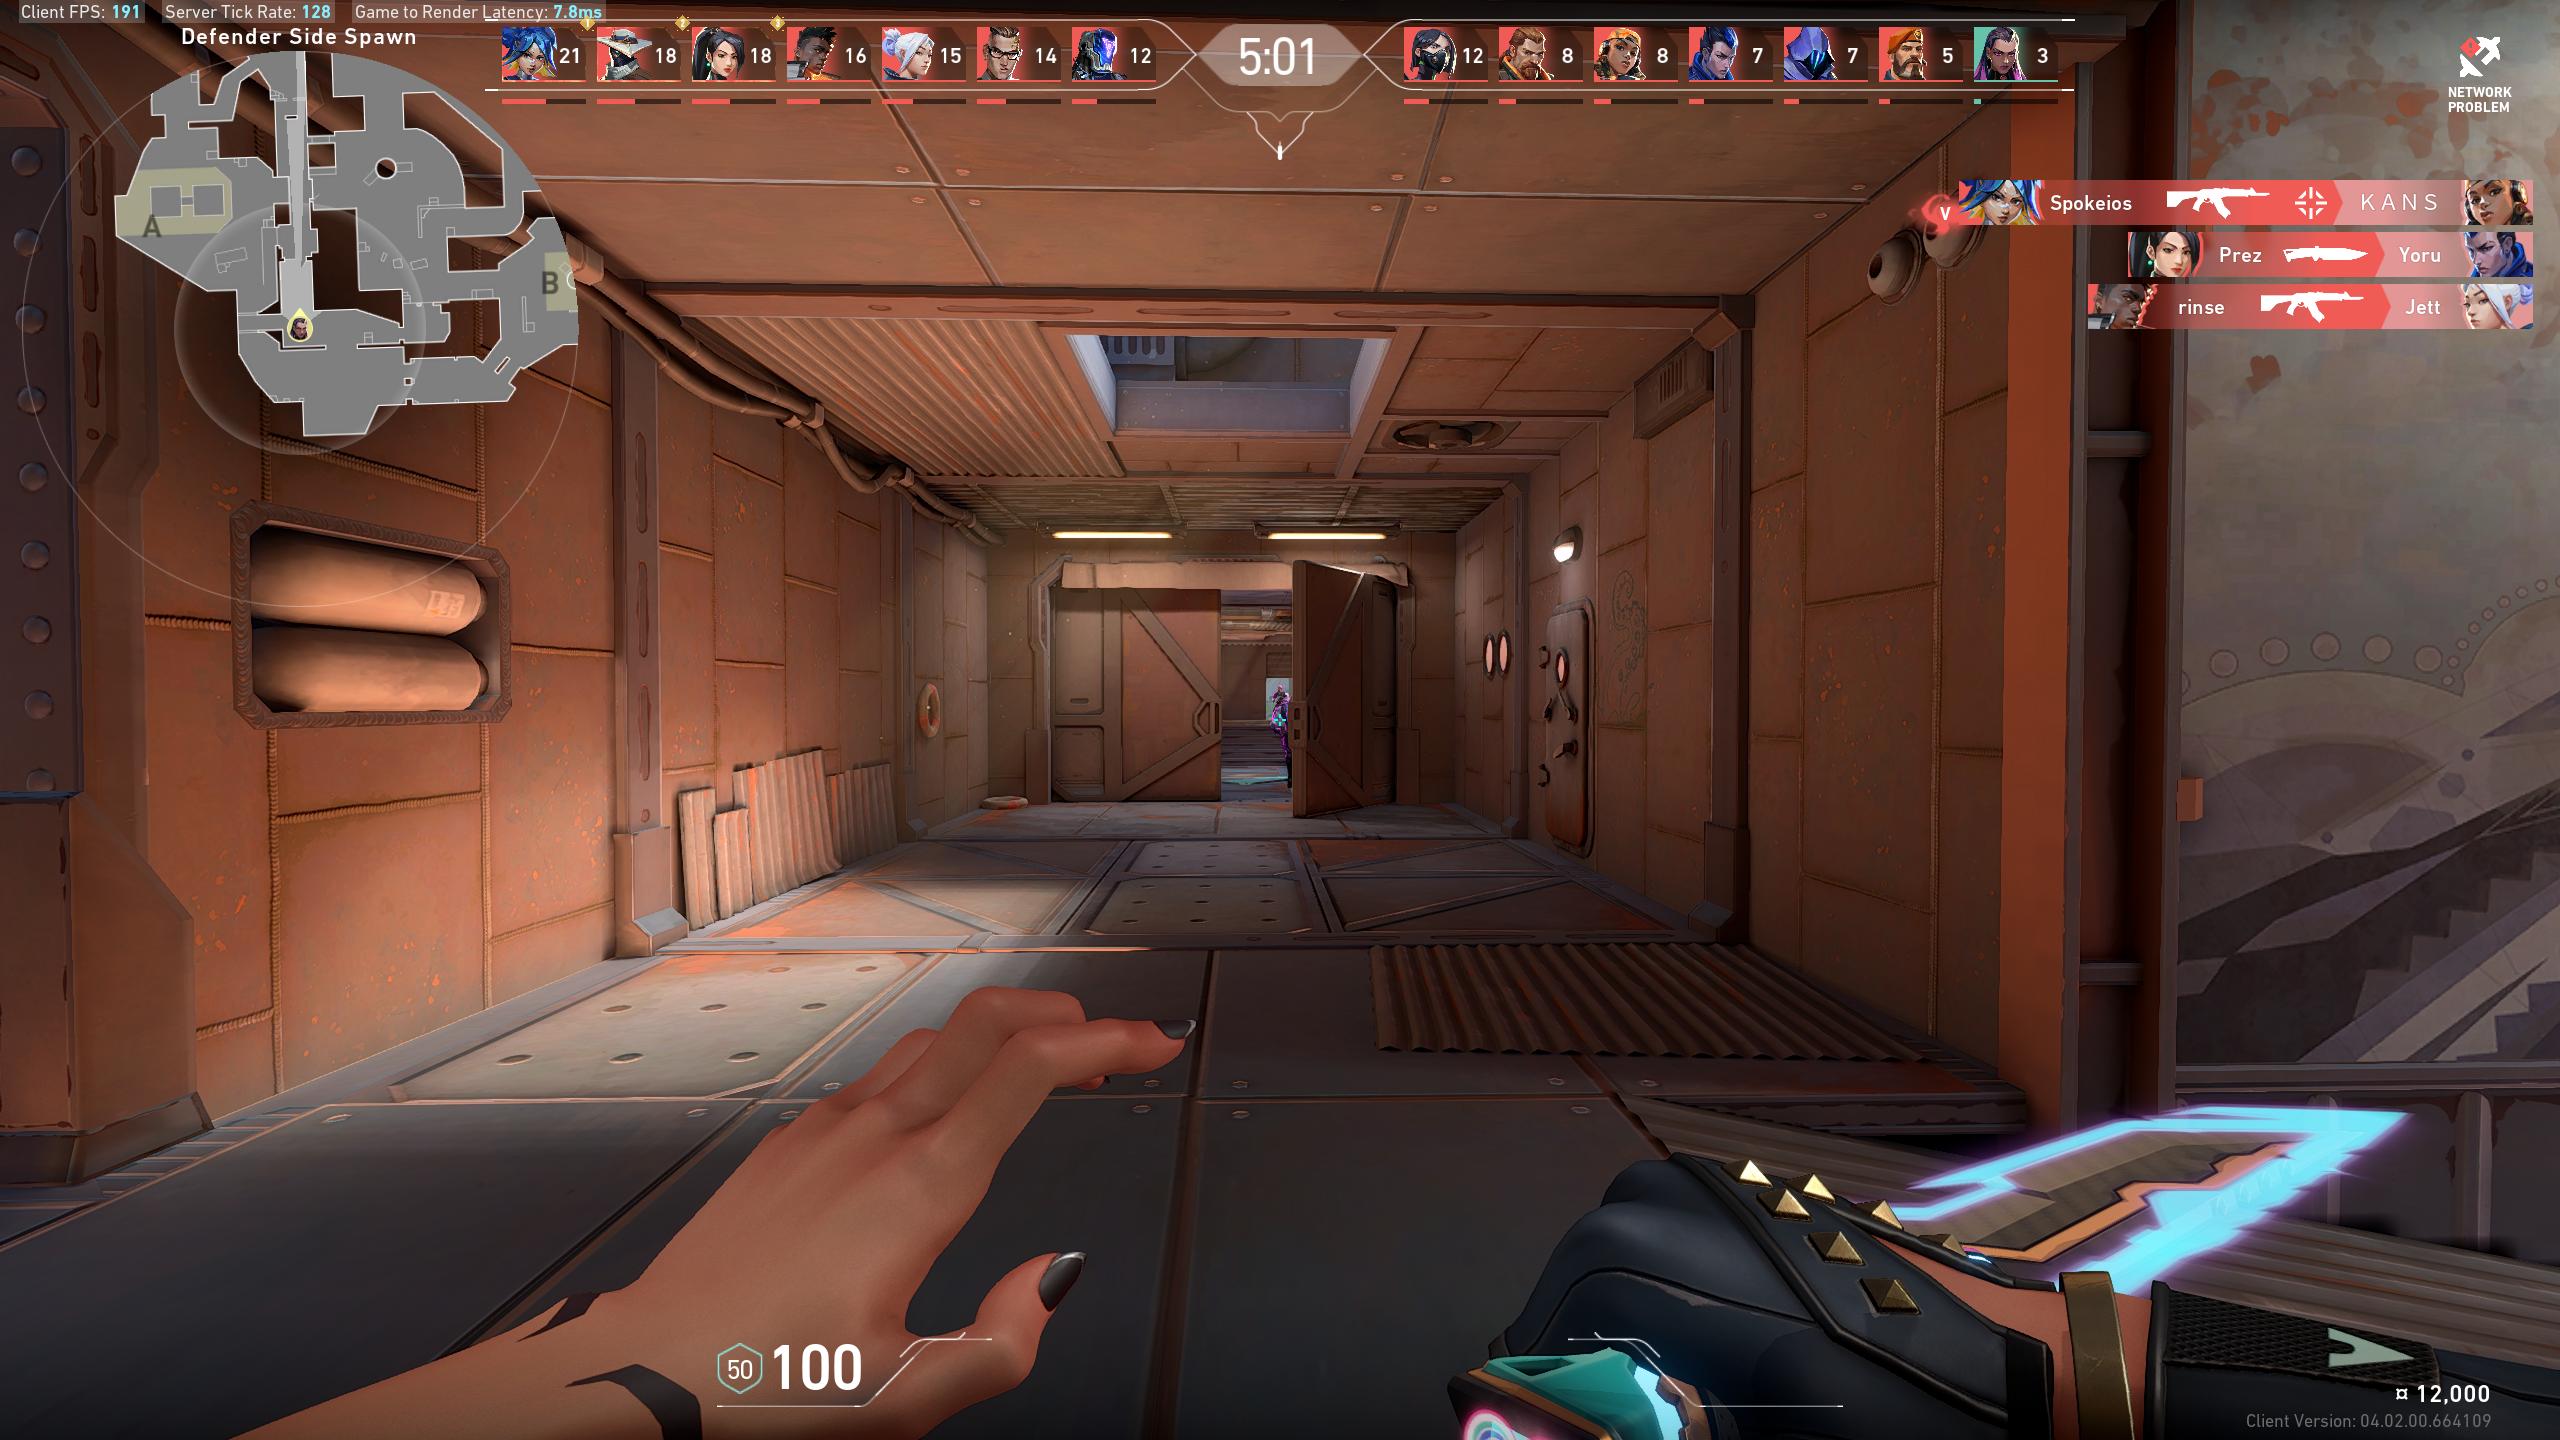 Client FPS: 191 Server Tick Rate: 128 Game to Render Latency: 7.8ms
Defender Side Spawn
21 18 18 16 15 14 12 5:01 12 8 8 7 7 5 3
NETWORK
PROBLEM
A
B
V Spokeios KANS
Prez Yoru
rinse Jett
50 100
¤ 12,000
Client Version: 04.02.00.664109